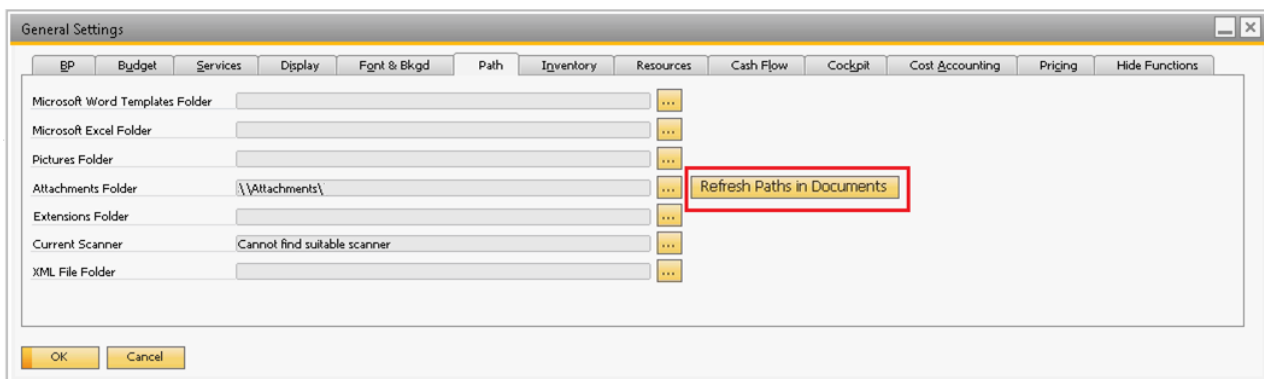 General Settings
BP Budget Services Display Font & Bkgd Path Inventory Resources Cash Flow Cockpit Cost Accounting Pricing Hide Functions
Microsoft Word Templates Folder ...
Microsoft Excel Folder ...
Pictures Folder ...
Attachments Folder \\Attachments\ ... Refresh Paths in Documents
Extensions Folder ...
Current Scanner Cannot find suitable scanner ...
XML File Folder ...
OK Cancel